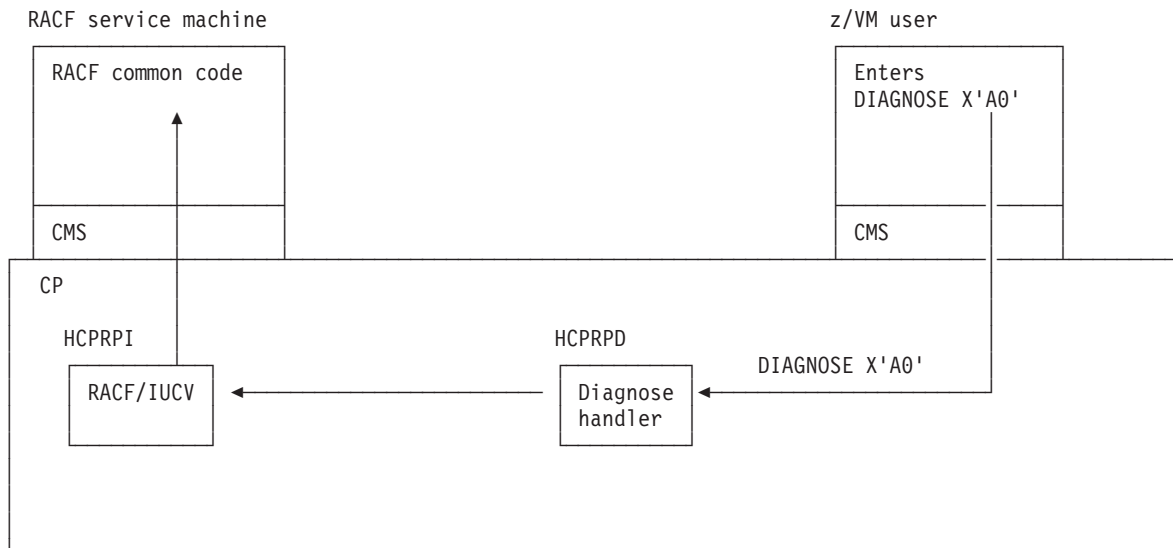 RACF service machine
z/VM user
RACF common code
Enters
DIAGNOSE X'A0'
CMS
CMS
CP
HCPRPI
HCPRPD
DIAGNOSE X'A0'
RACF/IUCV
Diagnose
handler